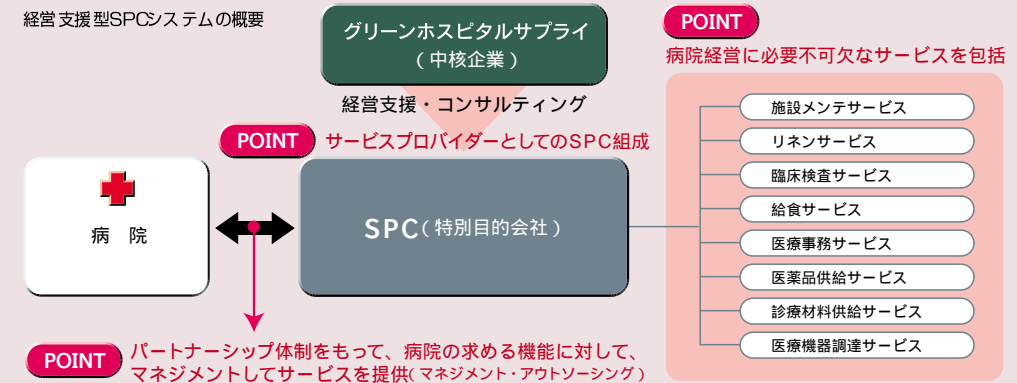 経営支援型SPCシステムの概要
グリーンホスピタルサプライ
(中核企業)
経営支援・コンサルティング
POINT
サービスプロバイダーとしてのSPC組成
病 院
SPC(特別目的会社)
POINT
パートナーシップ体制をもって、病院の求める機能に対して、
マネジメントしてサービスを提供(マネジメント・アウトソーシング)
POINT
病院経営に必要不可欠なサービスを包括
施設メンテサービス
リネンサービス
臨床検査サービス
給食サービス
医療事務サービス
医薬品供給サービス
診療材料供給サービス
医療機器調達サービス